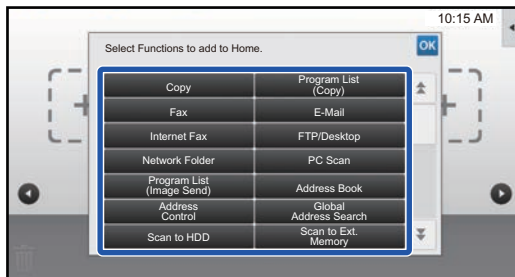 10:15 AM
Select Functions to add to Home.
OK
Copy
Program List
(Copy)
Fax
E-Mail
Internet Fax
FTP/Desktop
Network Folder
PC Scan
Program List
(Image Send)
Address Book
Address
Control
Global
Address Search
Scan to HDD
Scan to Ext.
Memory